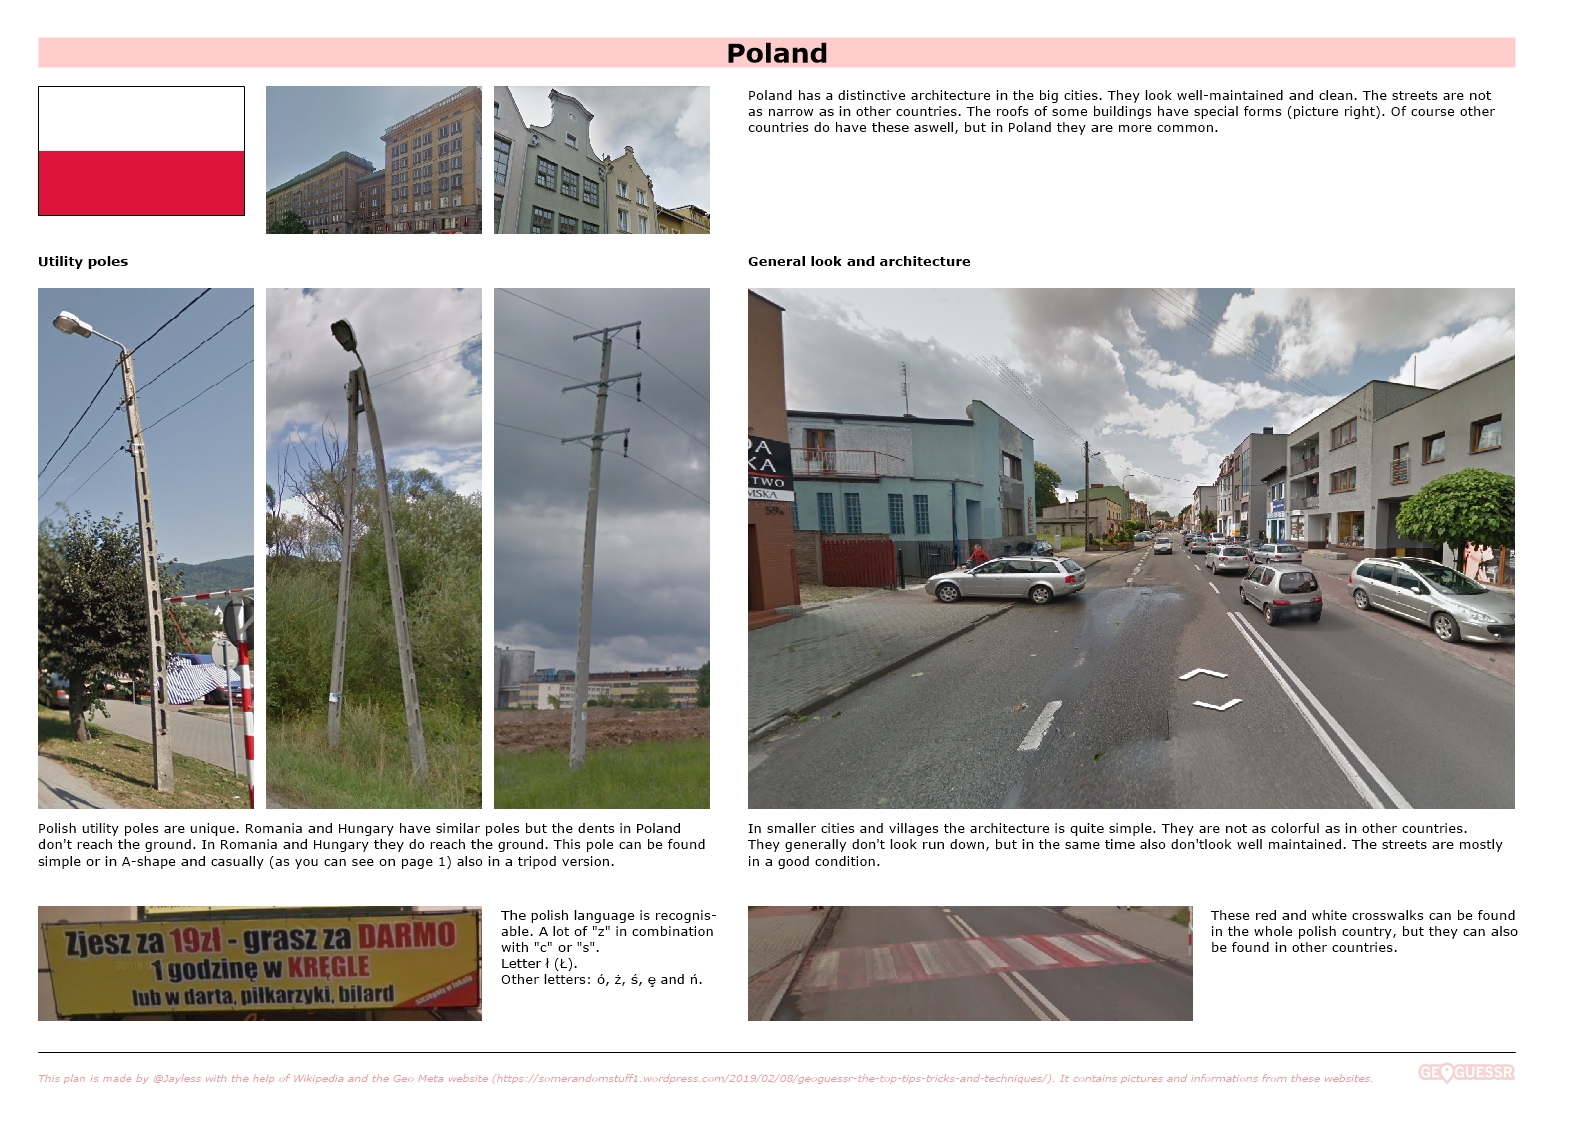 Poland
Poland has a distinctive architecture in the big cities. They look well-maintained and clean. The streets are not
as narrow as in other countries. The roofs of some buildings have special forms (picture right). Of course other
countries do have these aswell, but in Poland they are more common.
Utility poles
Polish utility poles are unique. Romania and Hungary have similar poles but the dents in Poland
don't reach the ground. In Romania and Hungary they do reach the ground. This pole can be found
simple or in A-shape and casually (as you can see on page 1) also in a tripod version.
General look and architecture
DA
KA
TWO
MSKA
In smaller cities and villages the architecture is quite simple. They are not as colorful as in other countries.
They generally don't look run down, but in the same time also don'tlook well maintained. The streets are mostly
in a good condition.
Zjesz za 19zł - grasz za DARMO
1 godzinę w KRĘGLE
lub w darta, piłkarzyki, bilard
The polish language is recognis-
able. A lot of "z" in combination
with "c" or "s".
Letter ł (Ł).
Other letters: ó, ż, ś, ę and ń.
These red and white crosswalks can be found
in the whole polish country, but they can also
be found in other countries.
This plan is made by @Jayless with the help of Wikipedia and the Geo Meta website (https://somerandomstuff1.wordpress.com/2019/02/08/geoguessr-the-top-tips-tricks-and-techniques/). It contains pictures and informations from these websites.
GEOGUESSR